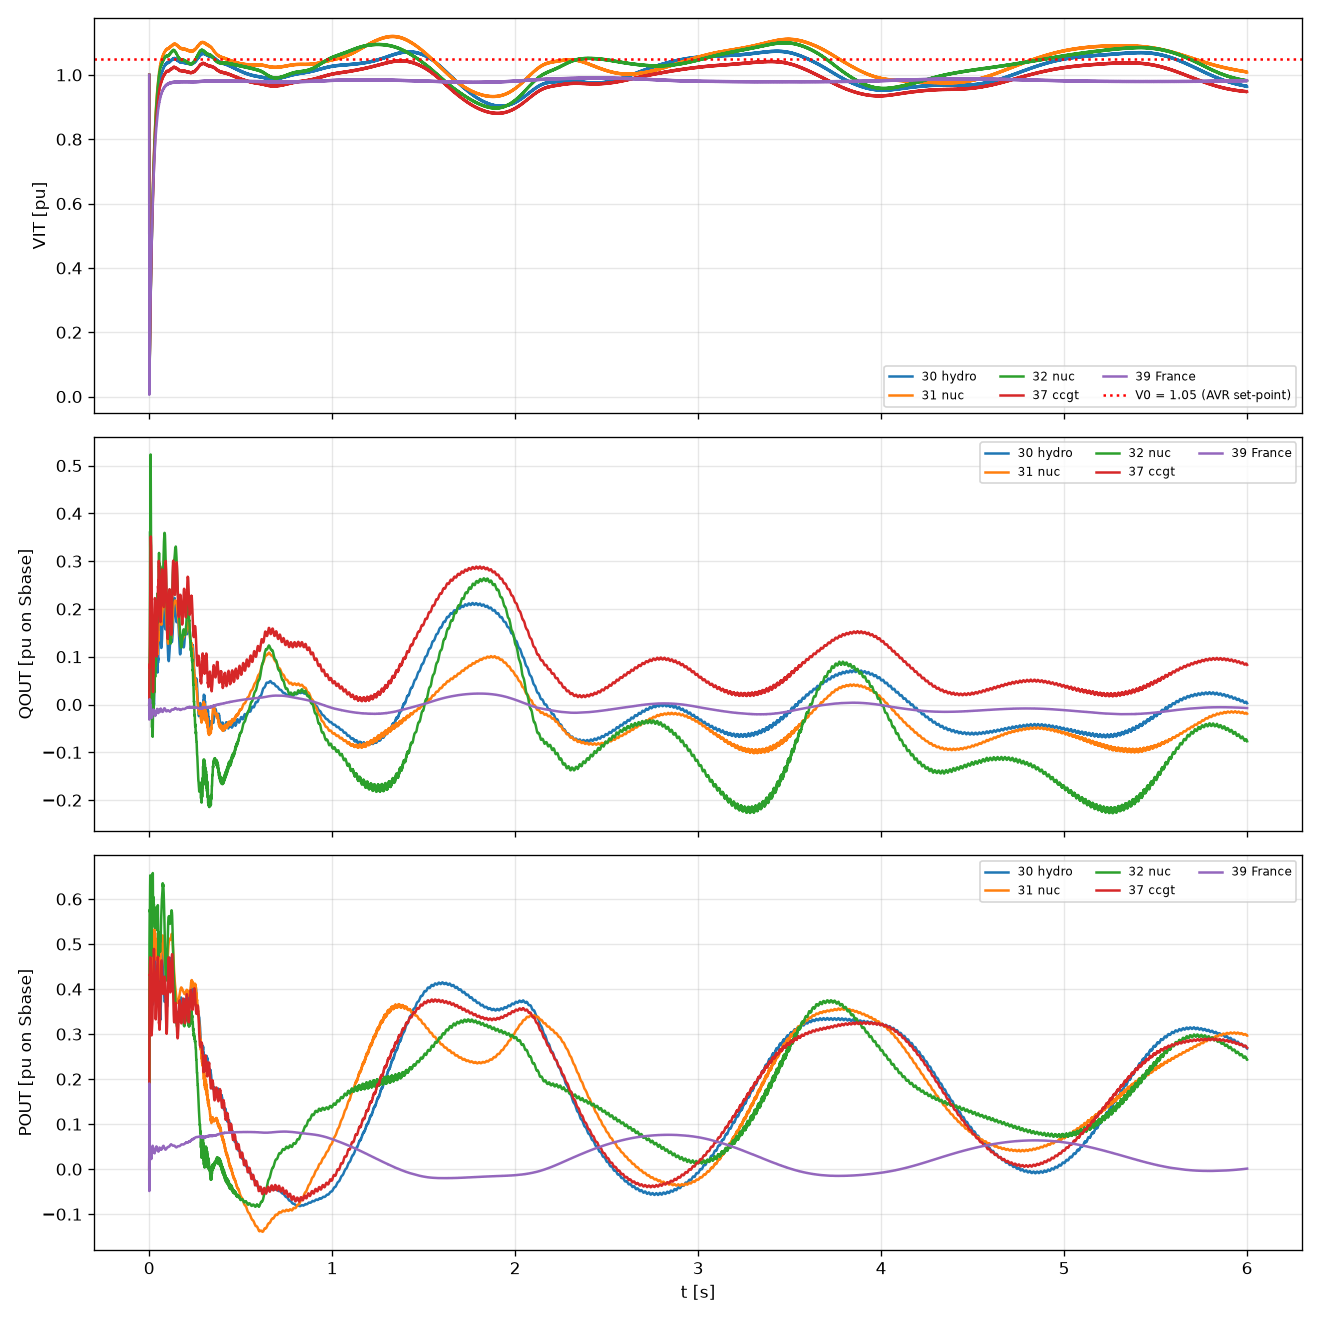 1.0
0.8
0.6
0.4
0.2
0.0
VIT [pu]
30 hydro
31 nuc
32 nuc
37 ccgt
39 France
V0 = 1.05 (AVR set-point)
0.5
0.4
0.3
0.2
0.1
0.0
−0.1
−0.2
QOUT [pu on Sbase]
30 hydro
31 nuc
32 nuc
37 ccgt
39 France
0.6
0.5
0.4
0.3
0.2
0.1
0.0
−0.1
POUT [pu on Sbase]
30 hydro
31 nuc
32 nuc
37 ccgt
39 France
0 1 2 3 4 5 6
t [s]